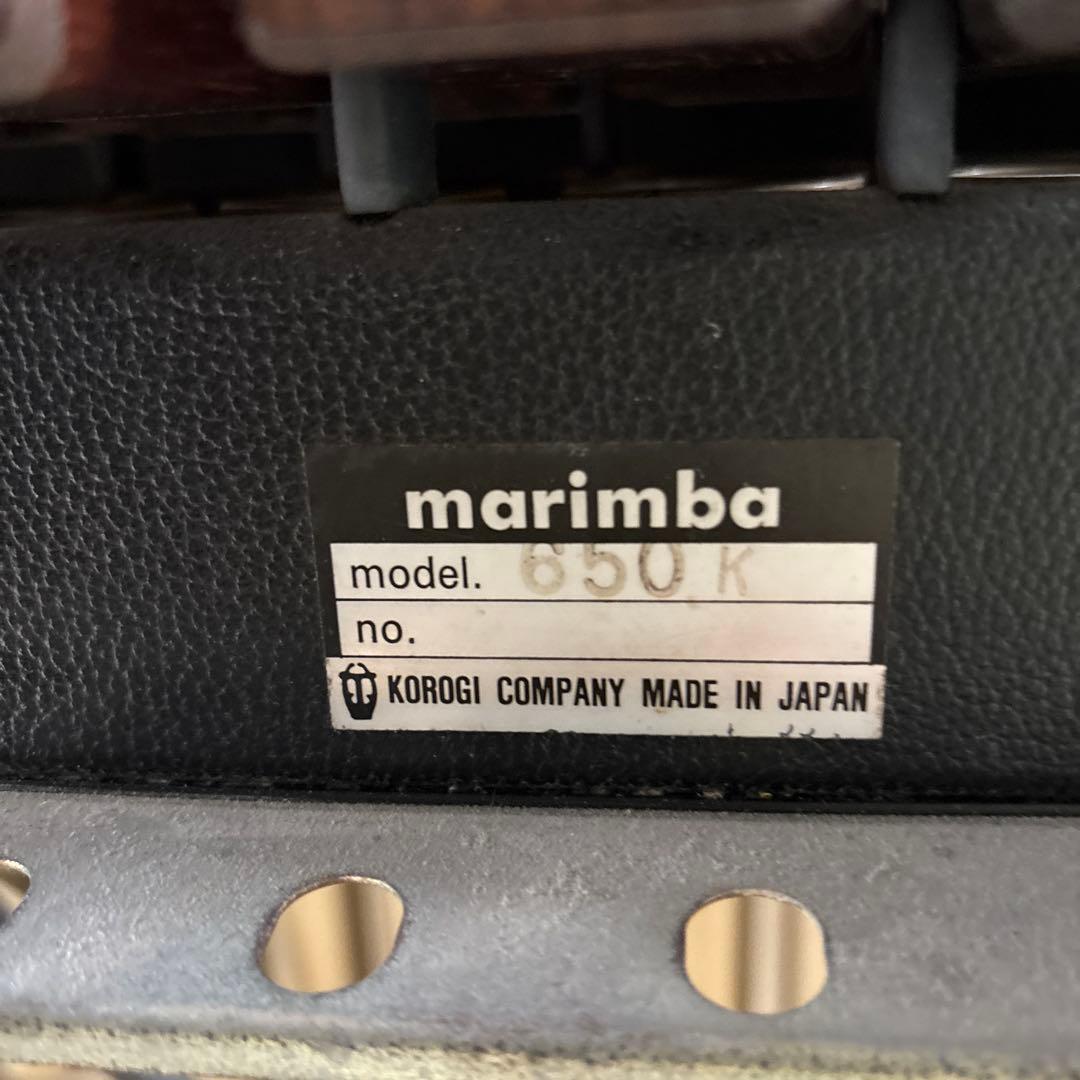 marimba
model. 650 K
no.
KOROGI COMPANY MADE IN JAPAN